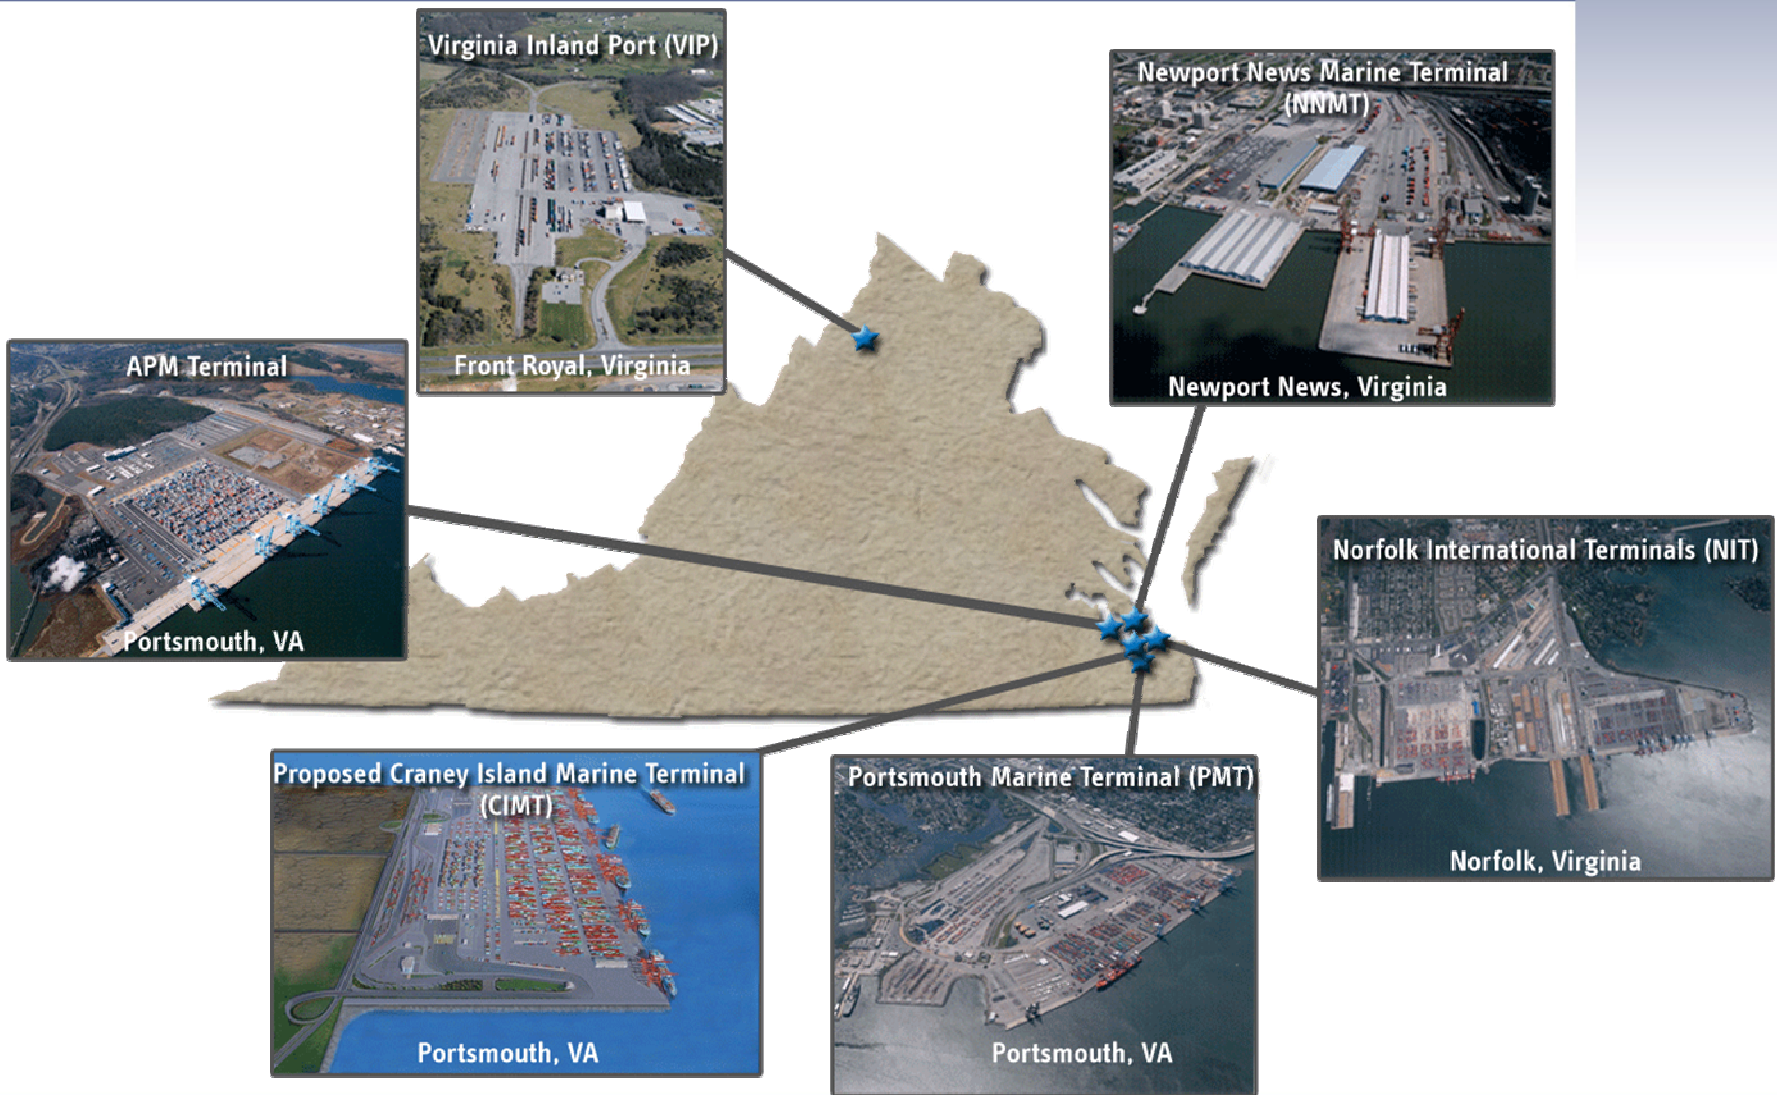 Virginia Inland Port (VIP)
Front Royal, Virginia
Newport News Marine Terminal
(NNMT)
Newport News, Virginia
APM Terminal
Portsmouth, VA
Norfolk International Terminals (NIT)
Norfolk, Virginia
Proposed Craney Island Marine Terminal
(CIMT)
Portsmouth, VA
Portsmouth Marine Terminal (PMT)
Portsmouth, VA